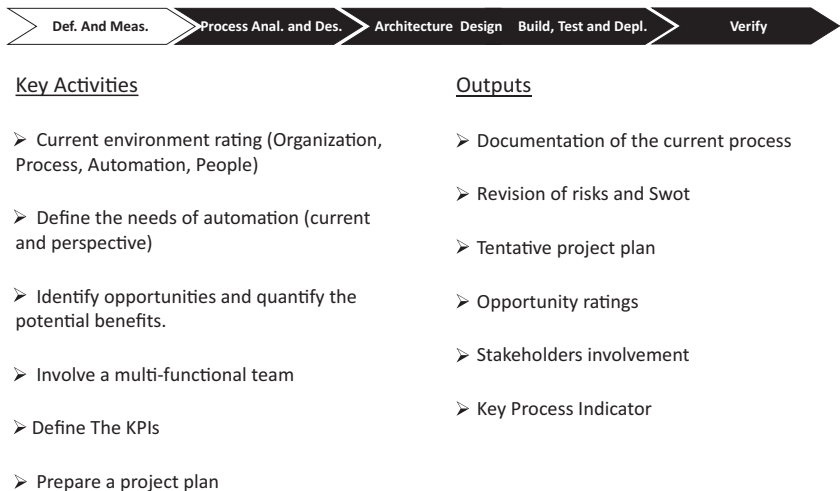 Def. And Meas. Process Anal. and Des. Architecture Design Build, Test and Depl. Verify
Key Activities
➢ Current environment rating (Organization,
Process, Automation, People)
➢ Define the needs of automation (current
and perspective)
➢ Identify opportunities and quantify the
potential benefits.
➢ Involve a multi-functional team
➢ Define The KPIs
➢ Prepare a project plan
Outputs
➢ Documentation of the current process
➢ Revision of risks and Swot
➢ Tentative project plan
➢ Opportunity ratings
➢ Stakeholders involvement
➢ Key Process Indicator